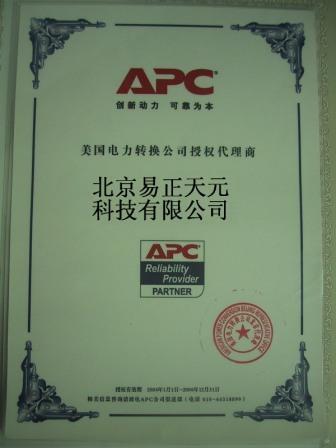 APC
创新动力 可靠为本
美国电力转换公司授权代理商
北京易正天元
科技有限公司
APC
Reliability
Provider
PARTNER